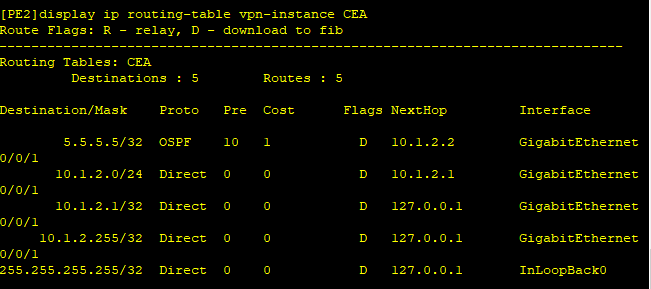 [PE2]display ip routing-table vpn-instance CEA
Route Flags: R - relay, D - download to fib
------------------------------------------------------------------------------
Routing Tables: CEA
         Destinations : 5        Routes : 5

Destination/Mask    Proto   Pre  Cost      Flags NextHop         Interface

        5.5.5.5/32  OSPF    10   1           D   10.1.2.2        GigabitEthernet
0/0/1
       10.1.2.0/24  Direct  0    0           D   10.1.2.1        GigabitEthernet
0/0/1
       10.1.2.1/32  Direct  0    0           D   127.0.0.1       GigabitEthernet
0/0/1
     10.1.2.255/32  Direct  0    0           D   127.0.0.1       GigabitEthernet
0/0/1
255.255.255.255/32  Direct  0    0           D   127.0.0.1       InLoopBack0